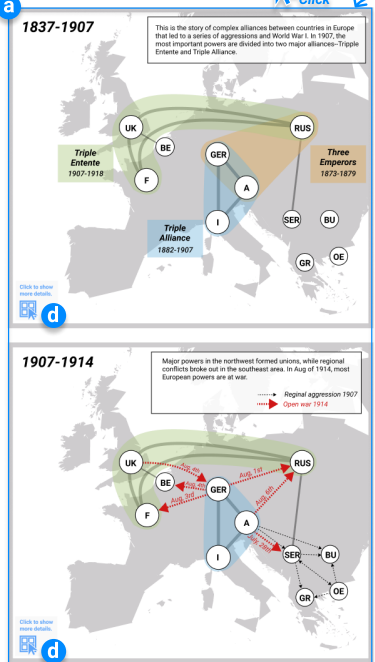 a
Click
1837-1907
This is the story of complex alliances between countries in Europe
that led to a series of aggressions and World War I. In 1907, the
most important powers are divided into two major alliances--Tripple
Entente and Triple Alliance.
UK
RUS
BE
GER
Triple
Entente
1907-1918
Three
Emperors
1873-1879
F
A
I
SER
BU
Triple
Alliance
1882-1907
GR
OE
Click to show
more details.
d
1907-1914
Major powers in the northwest formed unions, while regional
conflicts broke out in the southeast area. In Aug of 1914, most
European powers are at war.
Reginal aggression 1907
Open war 1914
UK
Aug, 4th
Aug, 1st
RUS
BE
Aug, 4th
GER
Aug, 3rd
Aug, 6th
F
A
July, 29th
I
SER
BU
GR
OE
Click to show
more details.
d